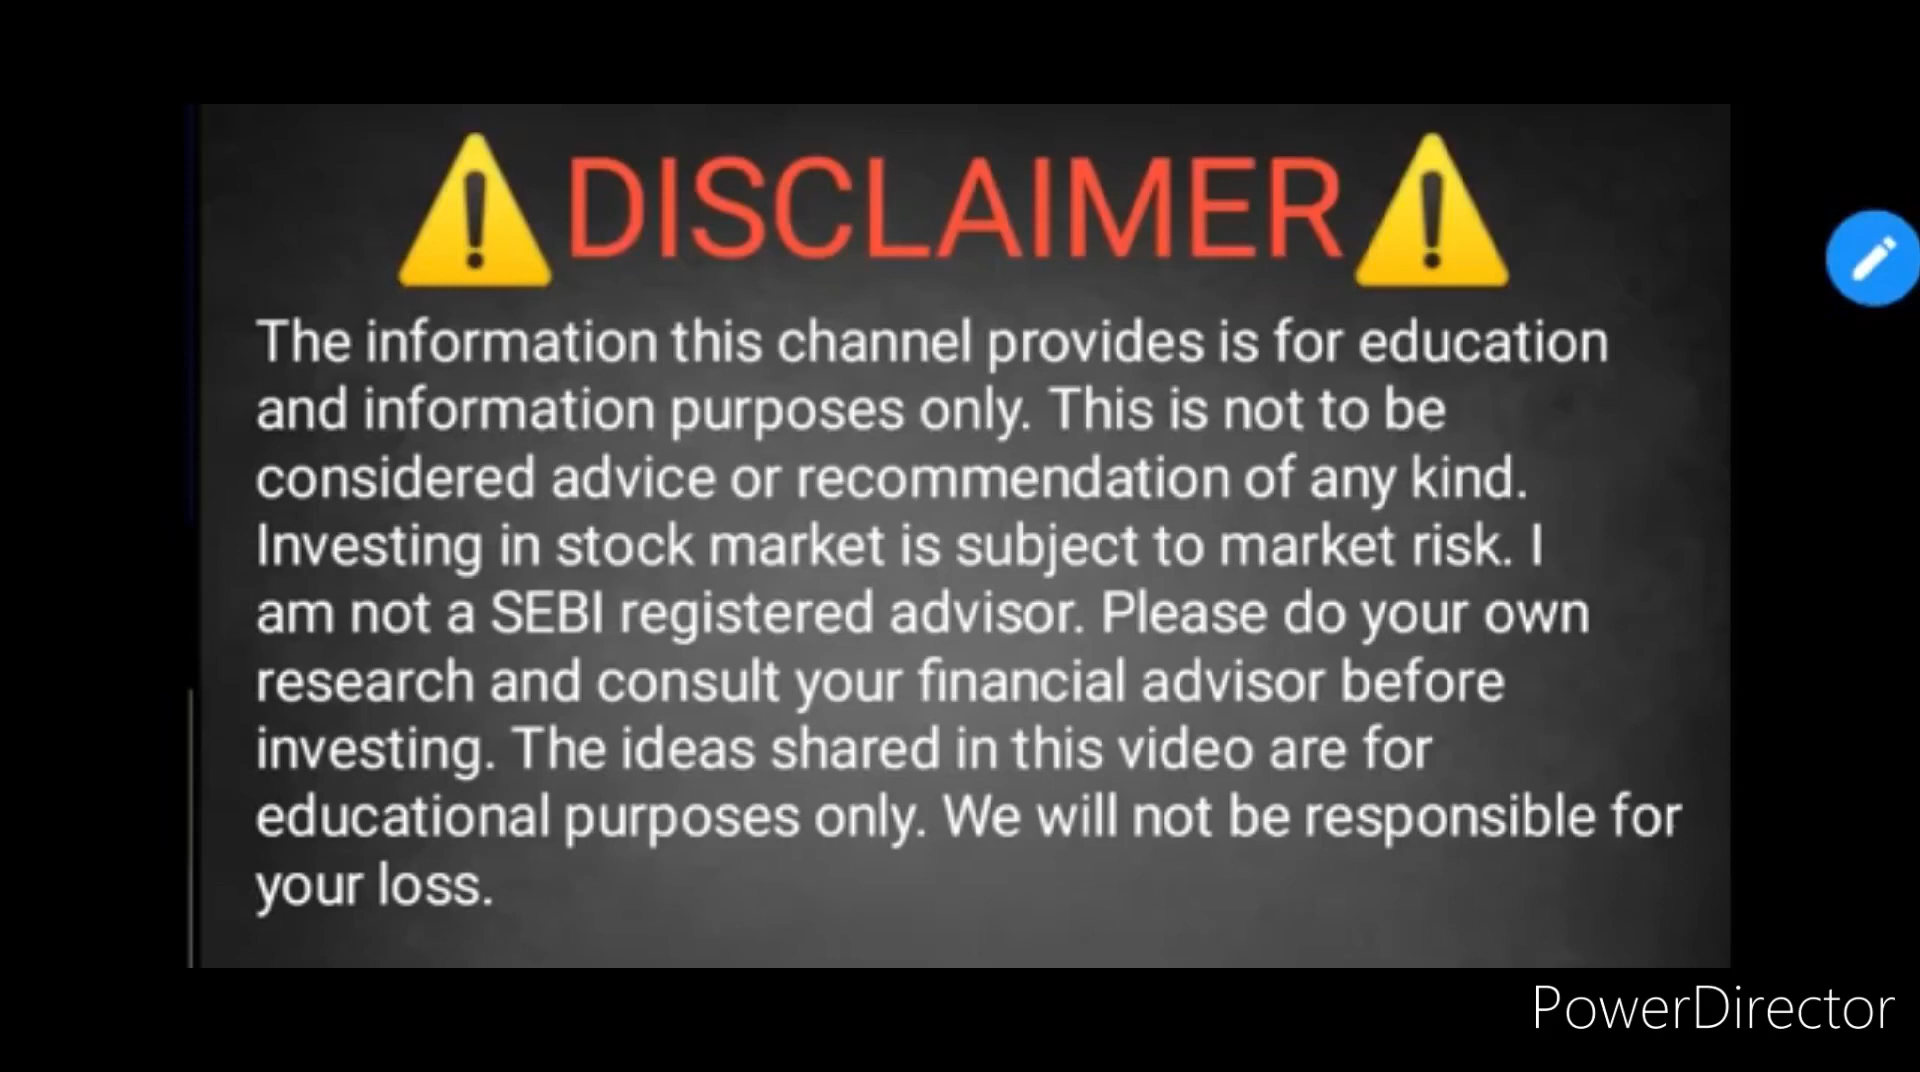 ⚠DISCLAIMER⚠
The information this channel provides is for education
and information purposes only. This is not to be
considered advice or recommendation of any kind.
Investing in stock market is subject to market risk. I
am not a SEBI registered advisor. Please do your own
research and consult your financial advisor before
investing. The ideas shared in this video are for
educational purposes only. We will not be responsible for
your loss.
PowerDirector